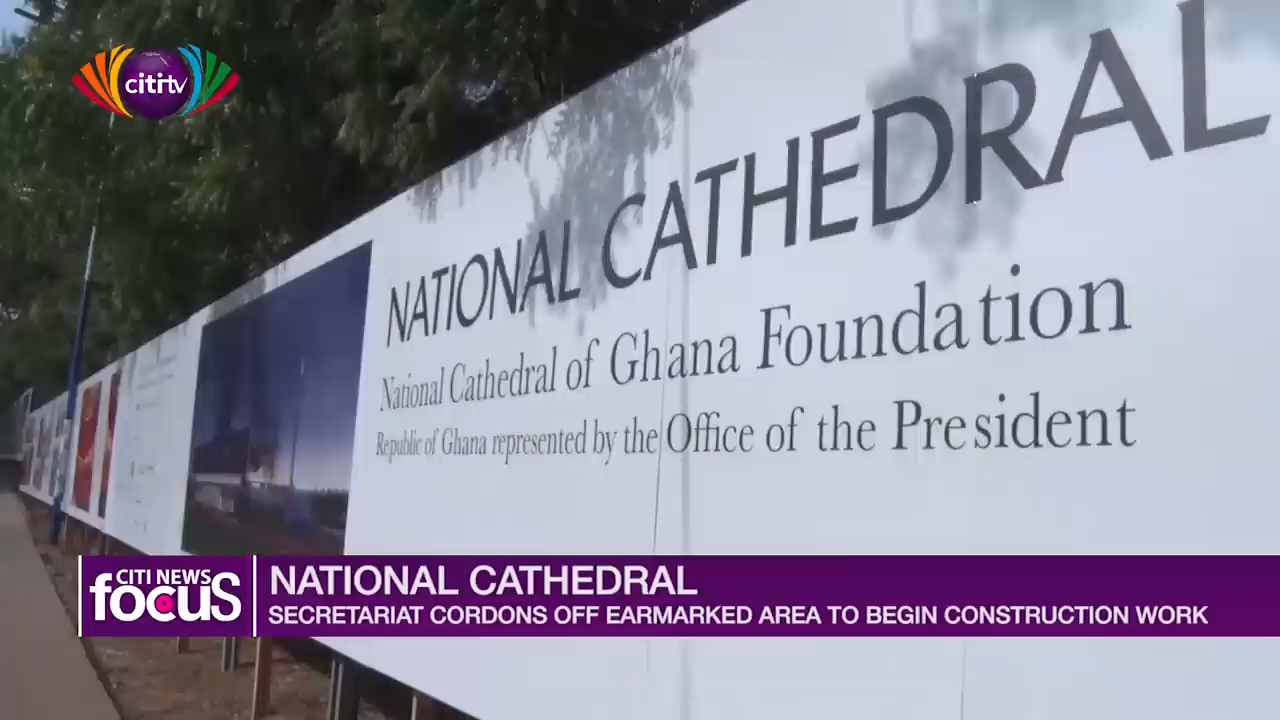 citi tv
NATIONAL CATHEDRAL
National Cathedral of Ghana Foundation
Republic of Ghana represented by the Office of the President
CITI NEWS
focus
NATIONAL CATHEDRAL
SECRETARIAT CORDONS OFF EARMARKED AREA TO BEGIN CONSTRUCTION WORK